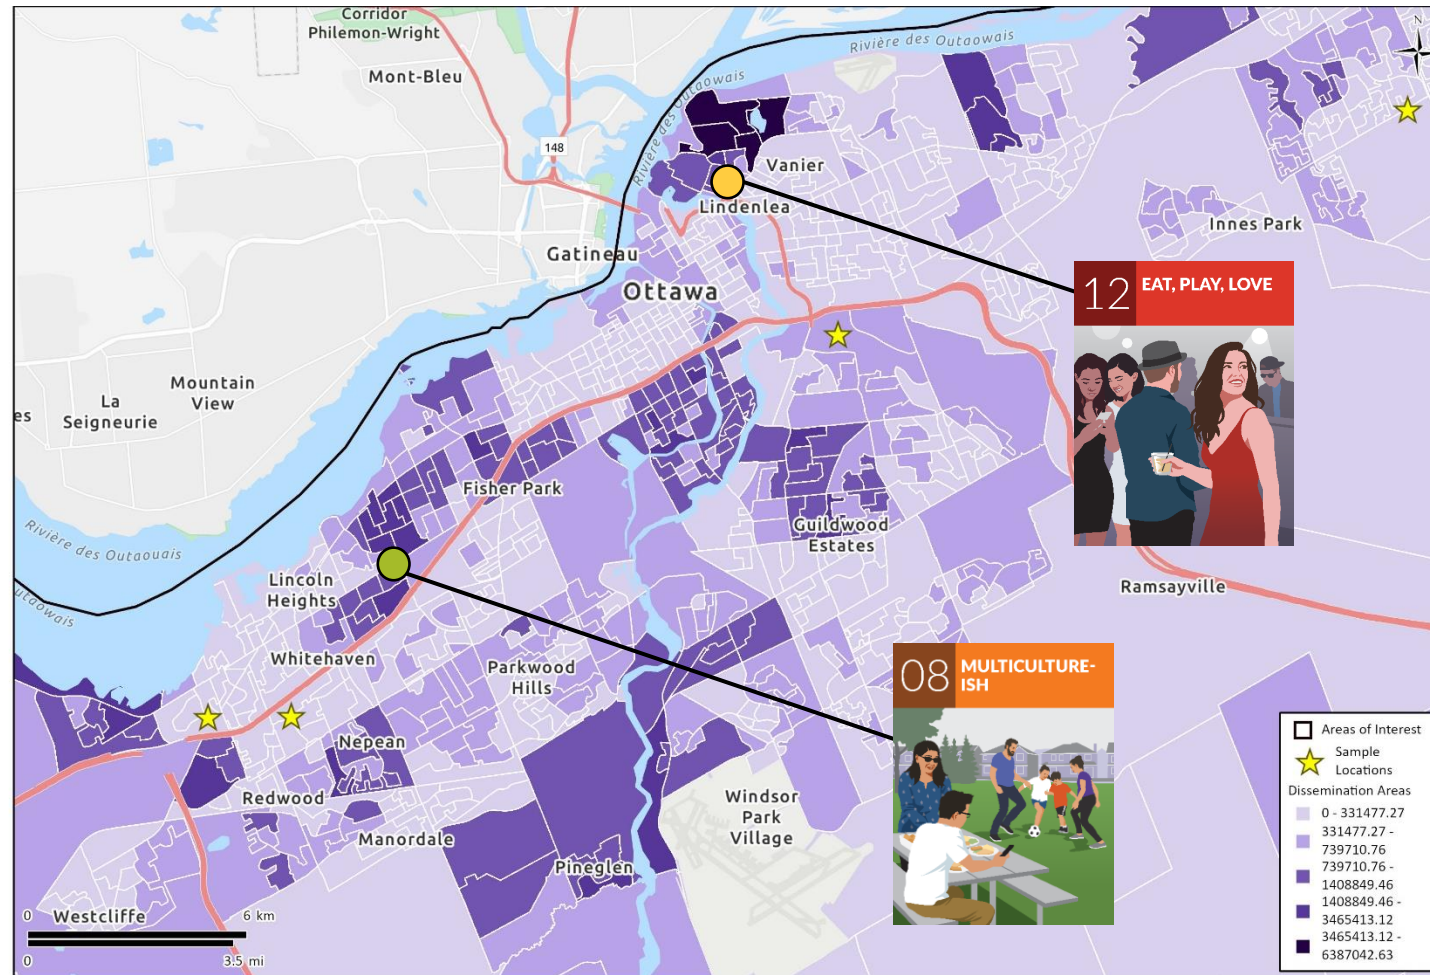 Corridor
Philemon-Wright
Mont-Bleu
148
Rivière des Outaouais
Rivière des Outaouais
N
Vanier
Lindenlea
Innes Park
Gatineau
Ottawa
12 EAT, PLAY, LOVE
Mountain
View
La
Seigneurie
es
Fisher Park
Guildwood
Estates
Rivière des Outaouais
Outaouais
Lincoln
Heights
Ramsayville
Whitehaven
Parkwood
Hills
08 MULTICULTURE-
ISH
Nepean
Redwood
Manordale
Windsor
Park
Village
Pineglen
Westcliffe
0 6 km
0 3.5 mi
Areas of Interest
Sample
Locations
Dissemination Areas
0 - 331477.27
331477.27 -
739710.76
739710.76 -
1408849.46
1408849.46 -
3465413.12
3465413.12 -
6387042.63